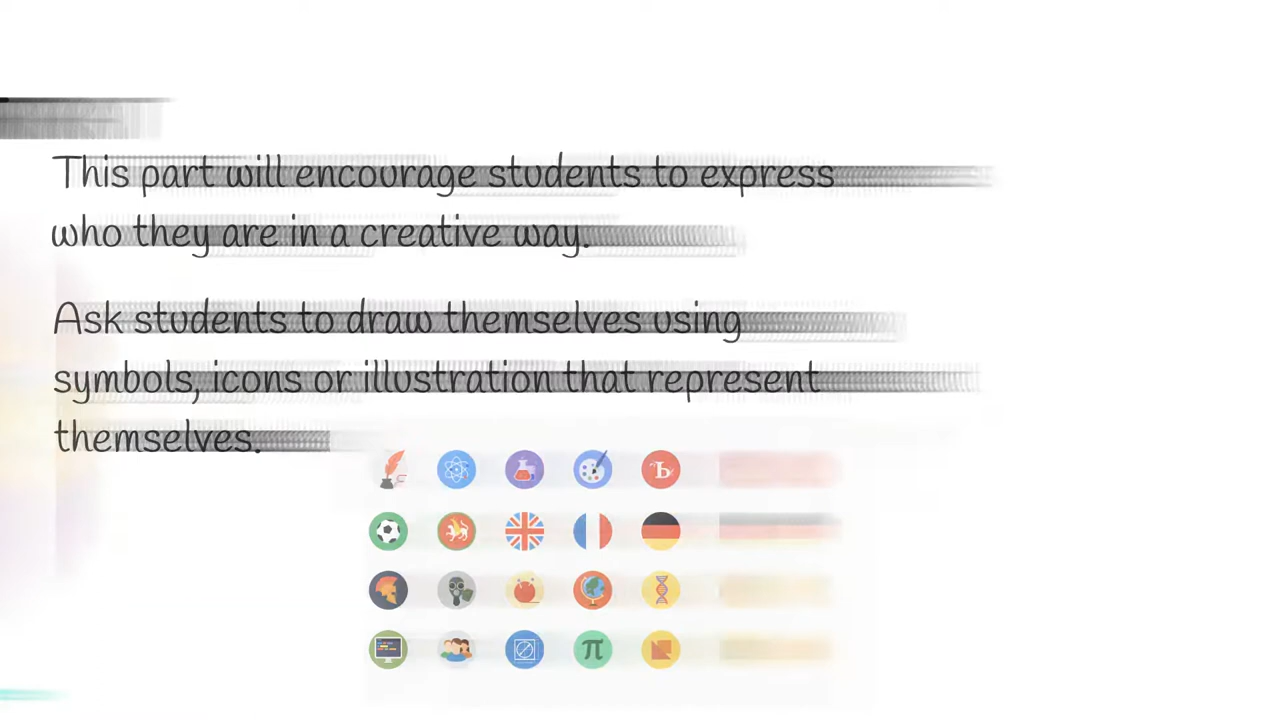 This part will encourage students to express
who they are in a creative way.
Ask students to draw themselves using
symbols, icons or illustration that represent
themselves.
Ъ
π